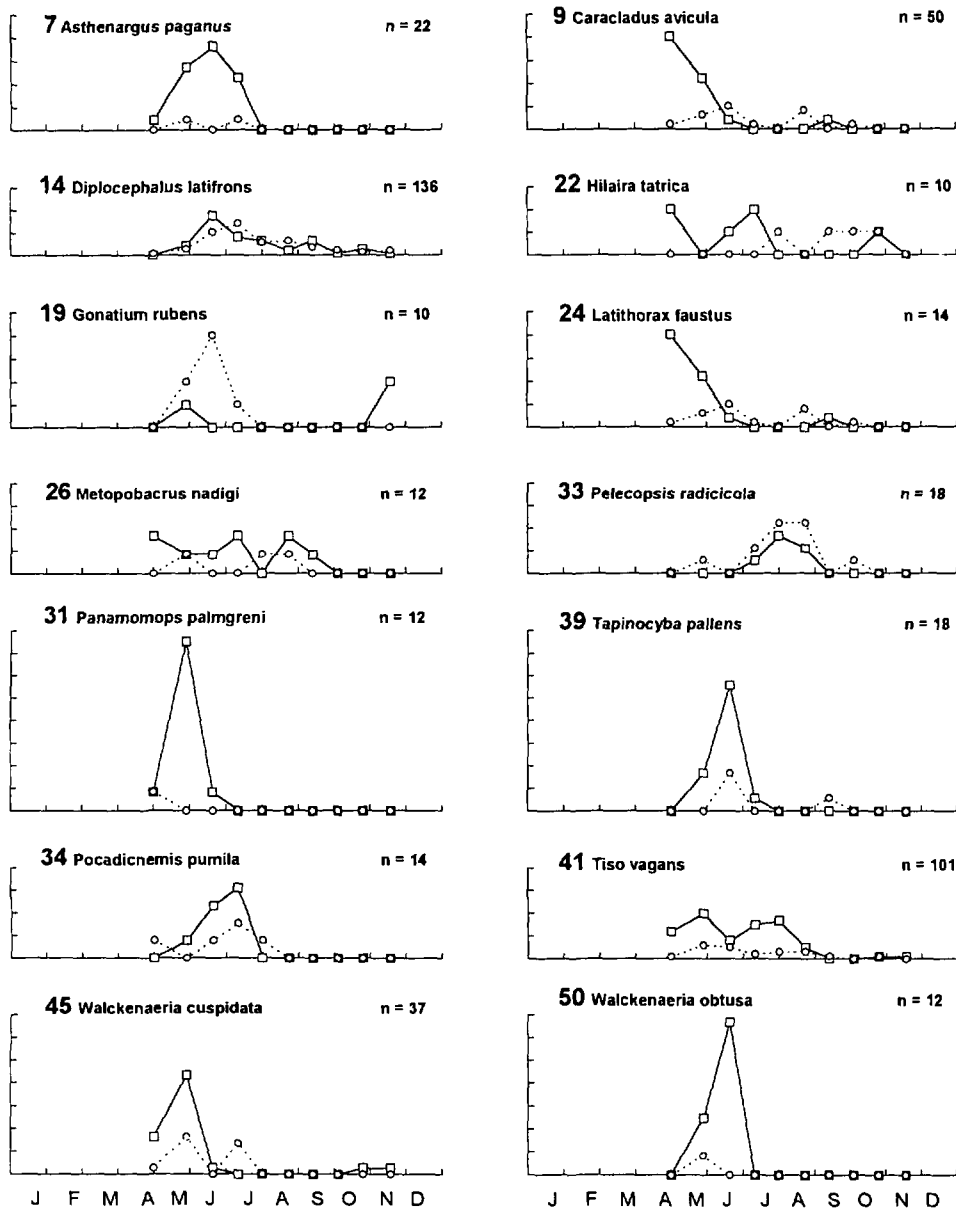 7 Asthenargus paganus n = 22
9 Caracladus avicula n = 50
14 Diplocephalus latifrons n = 136
22 Hilaira tatrica n = 10
19 Gonatium rubens n = 10
24 Latithorax faustus n = 14
26 Metopobacrus nadigi n = 12
33 Pelecopsis radicicola n = 18
31 Panamomops palmgreni n = 12
39 Tapinocyba pallens n = 18
34 Pocadicnemis pumila n = 14
41 Tiso vagans n = 101
45 Walckenaeria cuspidata n = 37
50 Walckenaeria obtusa n = 12
J F M A M J J A S O N D
J F M A M J J A S O N D